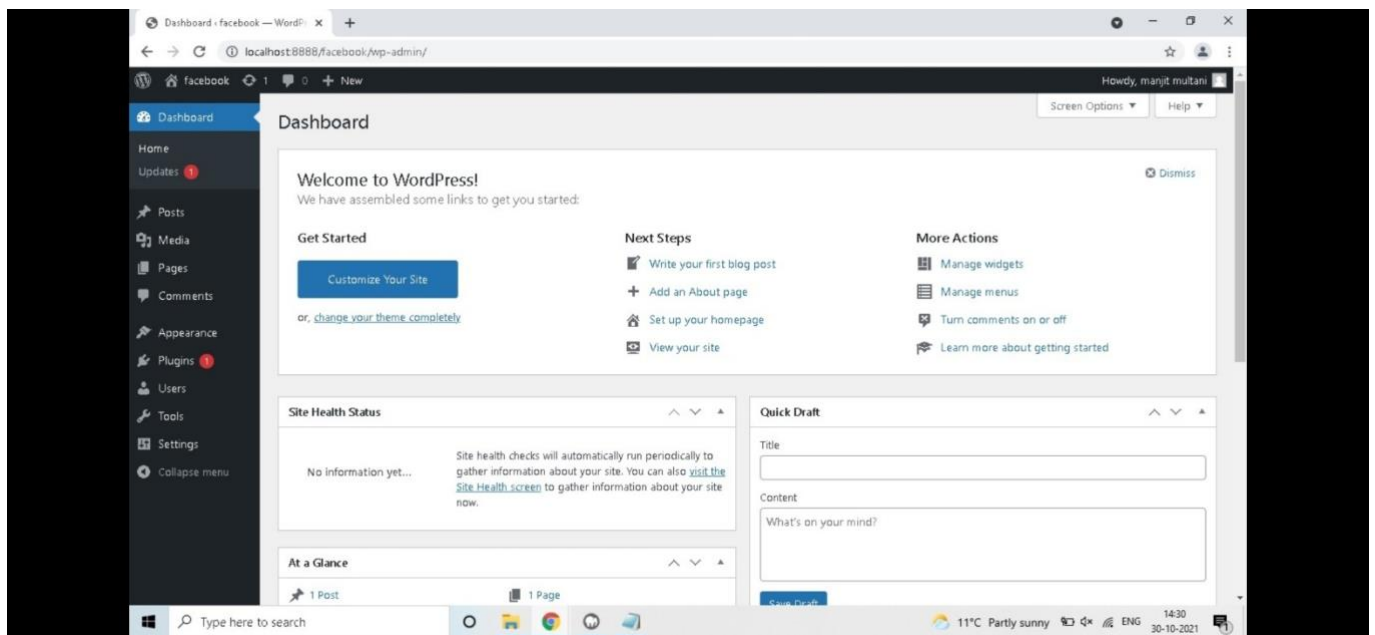 Dashboard ‹ facebook — WordPr
localhost:8888/facebook/wp-admin/
facebook 1 0 + New
Howdy, manjit multani
Screen Options ▼ Help ▼
Dashboard
Home
Updates 1
Posts
Media
Pages
Comments
Appearance
Plugins 1
Users
Tools
Settings
Collapse menu
Dashboard
Welcome to WordPress!
We have assembled some links to get you started:
Dismiss
Get Started
Customize Your Site
or, change your theme completely
Next Steps
Write your first blog post
Add an About page
Set up your homepage
View your site
More Actions
Manage widgets
Manage menus
Turn comments on or off
Learn more about getting started
Site Health Status
No information yet...
Site health checks will automatically run periodically to
gather information about your site. You can also visit the
Site Health screen to gather information about your site
now.
At a Glance
1 Post
1 Page
Quick Draft
Title
Content
What's on your mind?
Save Draft
Type here to search
11°C Partly sunny
ENG
14:30
30-10-2021
1